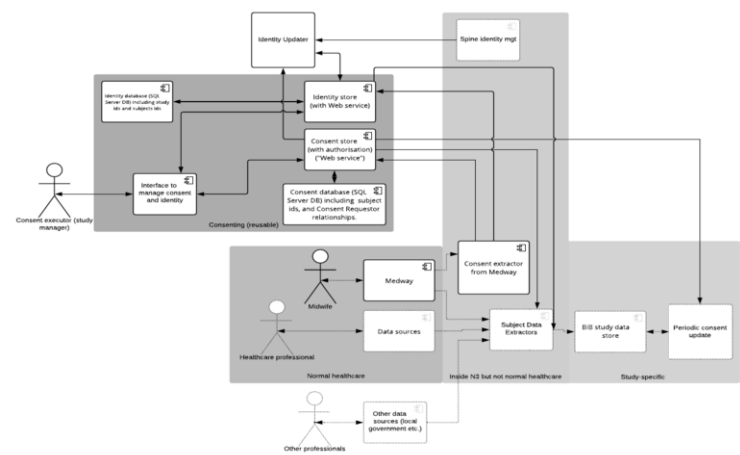 Identity Updater
Spine identity mgt
Identity database (SQL
Server DB) including study
ids and subjects ids
Identity store
(with Web service)
Consent store
(with authorisation)
("Web service")
Interface to
manage consent
and identity
Consent database (SQL
Server DB) including subject
ids, and Consent Requestor
relationships.
Consent executor (study
manager)
Consenting (reusable)
Consent extractor
from Medway
Medway
Midwife
Data sources
Subject Data
Extractors
BiB study data
store
Periodic consent
update
Healthcare professional
Normal healthcare
Inside N3 but not normal healthcare
Study-specific
Other data
sources (local
government etc.)
Other professionals